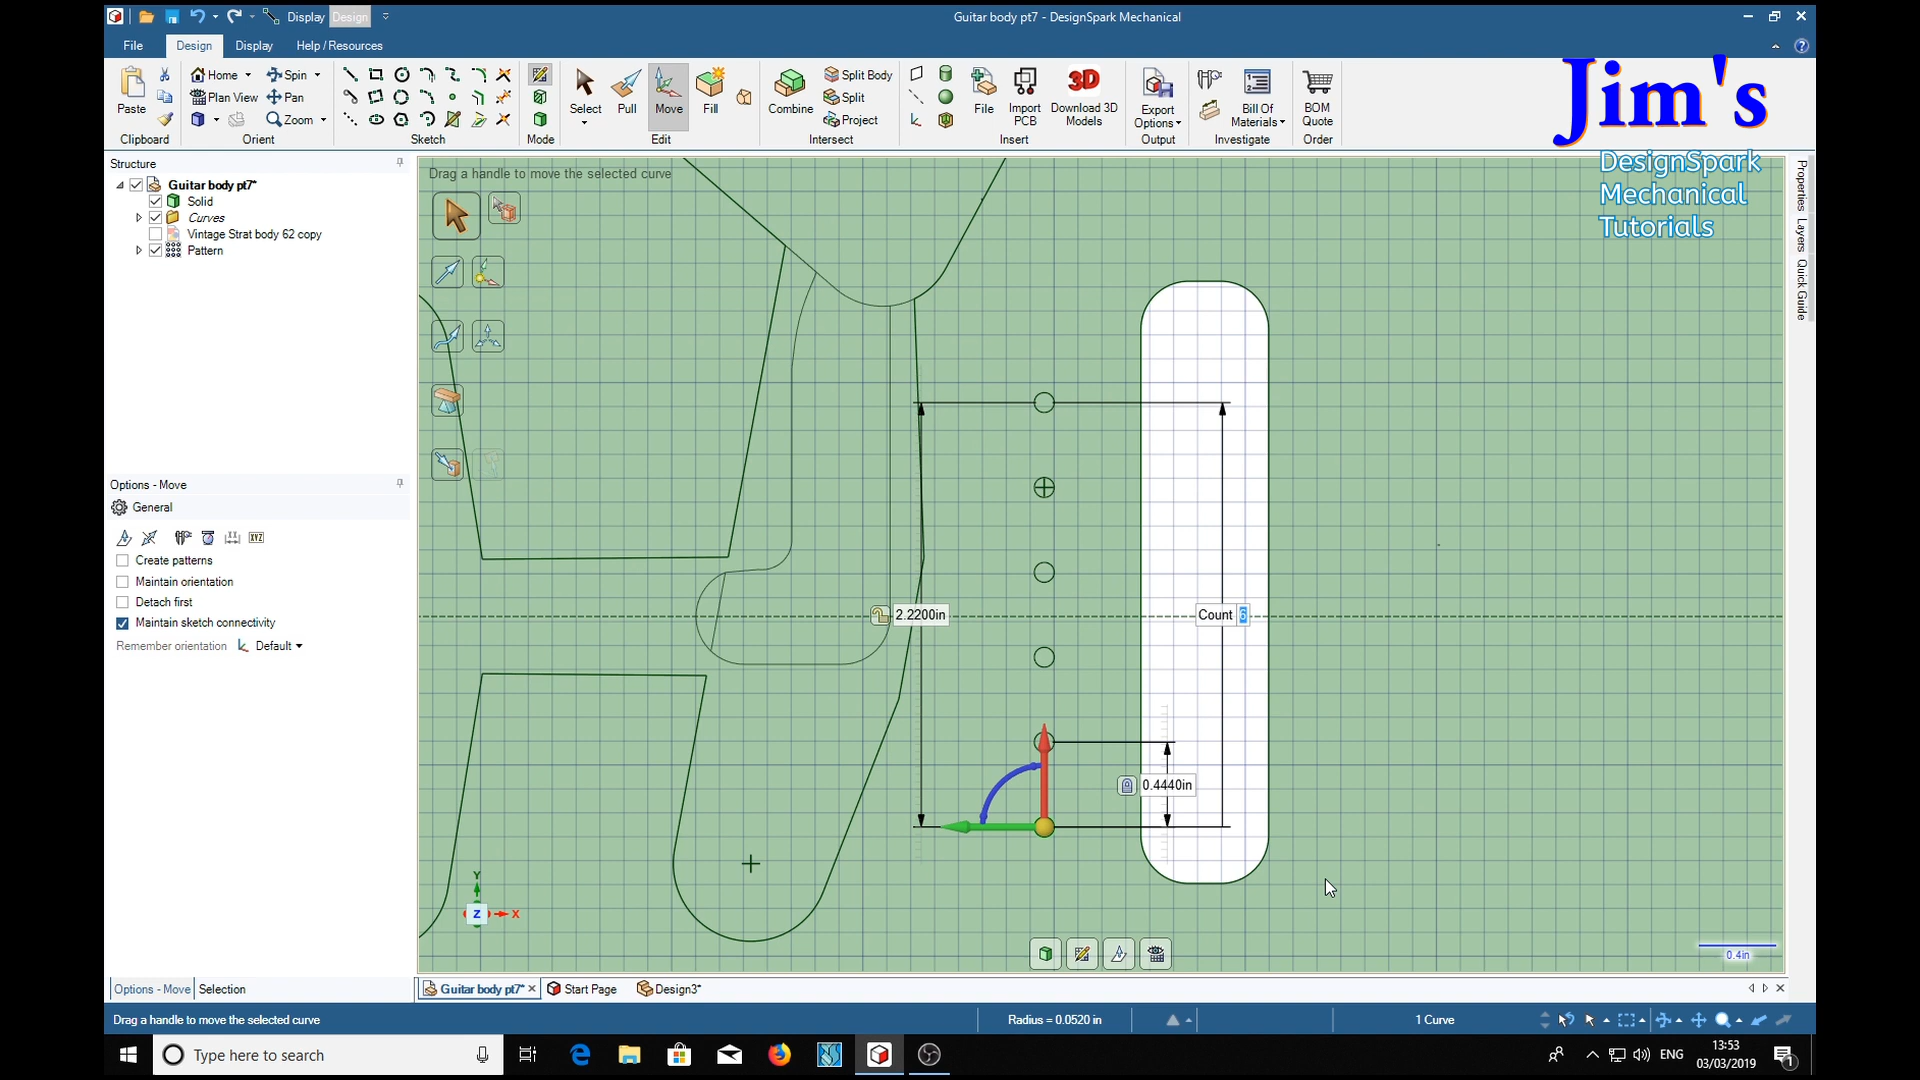 Display Design
Guitar body pt7 - DesignSpark Mechanical
File Design Display Help / Resources
Paste
Home
Plan View
Spin
Pan
Zoom
Select Pull Move Fill
Combine
Split Body
Split
Project
File
Import PCB
Download 3D Models
3D
Export Options
Bill Of Materials
BOM Quote
Clipboard Orient Sketch Mode Edit Intersect Insert Output Investigate Order
Jim's
DesignSpark
Mechanical
Tutorials
Structure
Guitar body pt7*
Solid
Curves
Vintage Strat body 62 copy
Pattern
Drag a handle to move the selected curve
Properties Layers Quick Guide
Options - Move
General
XYZ
Create patterns
Maintain orientation
Detach first
Maintain sketch connectivity
Remember orientation Default
2.2200in
Count 6
0.4440in
Y
Z X
0.4in
Options - Move Selection
Guitar body pt7* Start Page Design3*
Drag a handle to move the selected curve Radius = 0.0520 in 1 Curve
Type here to search
ENG
13:53
03/03/2019
1